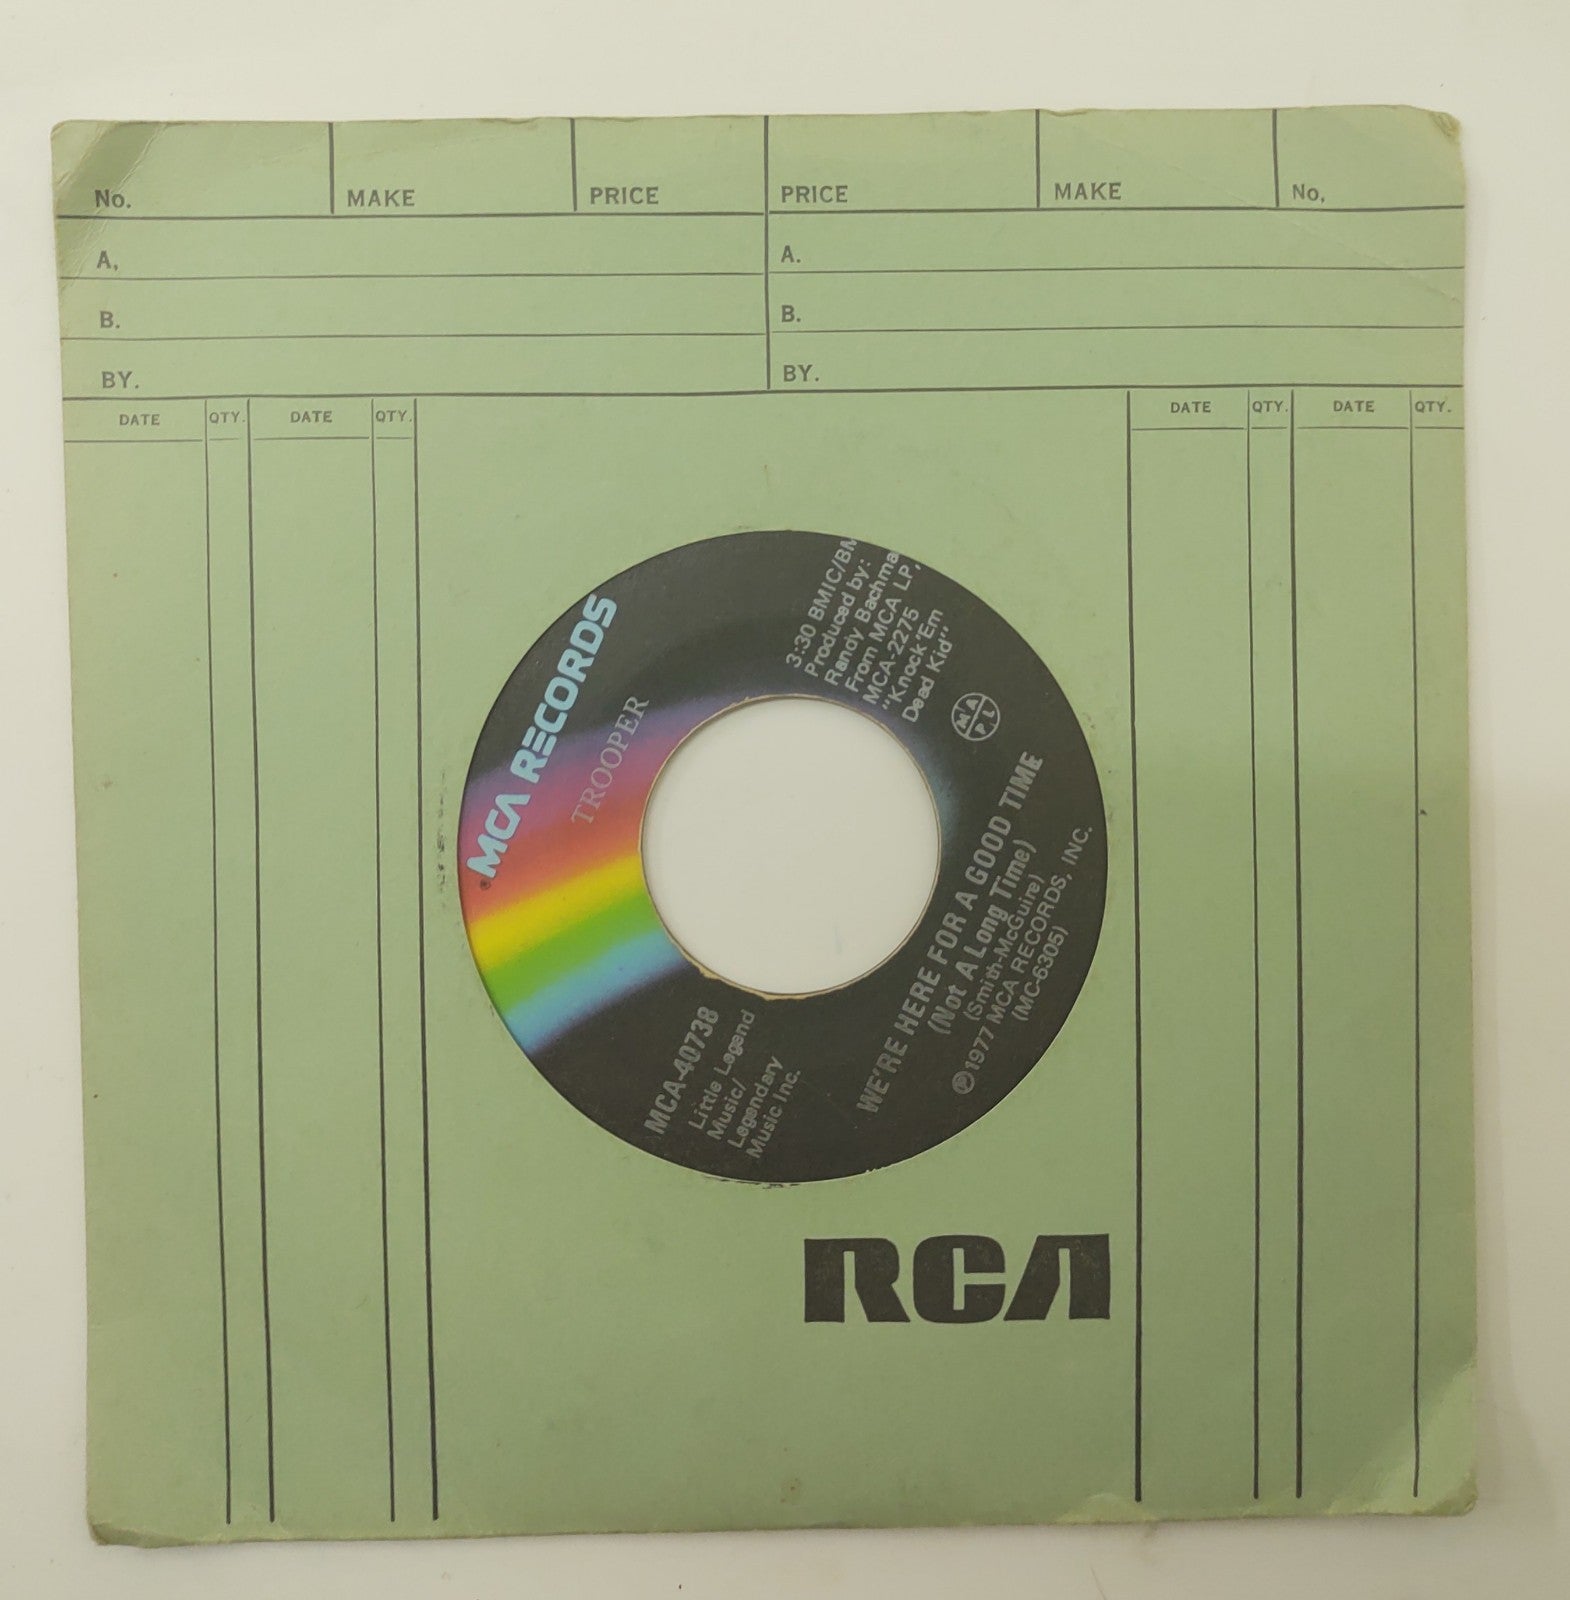 No. MAKE PRICE PRICE MAKE No.
A, A.
B. B.
BY. BY.
DATE QTY. DATE QTY. DATE QTY. DATE QTY.
®MCA RECORDS
TROOPER
3:30 BMIC/BM
Produced by:
Randy Bachma
From MCA LP,
MCA-2275
"Knock 'Em
Dead Kid"
M A
P L
MCA-40738
Little Legend
Music/
Legendary
Music Inc.
WE'RE HERE FOR A GOOD TIME
(Not A Long Time)
(Smith-McGuire)
℗1977 MCA RECORDS, INC.
(MC-6305)
RCA